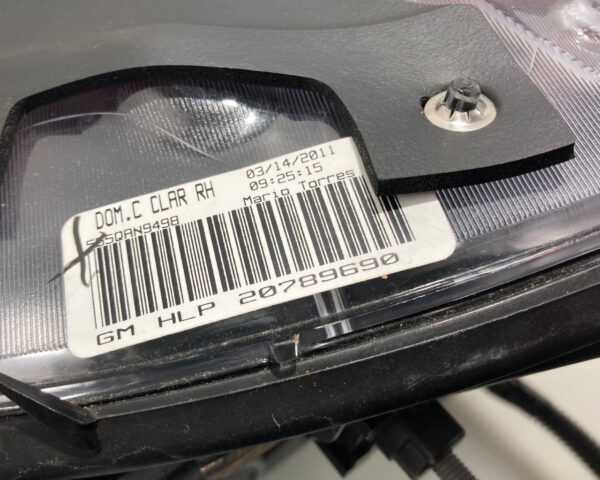 DOM.C CLAR RH
03/14/2011
09:25:15
Mario Torres
GM HLP 20789690